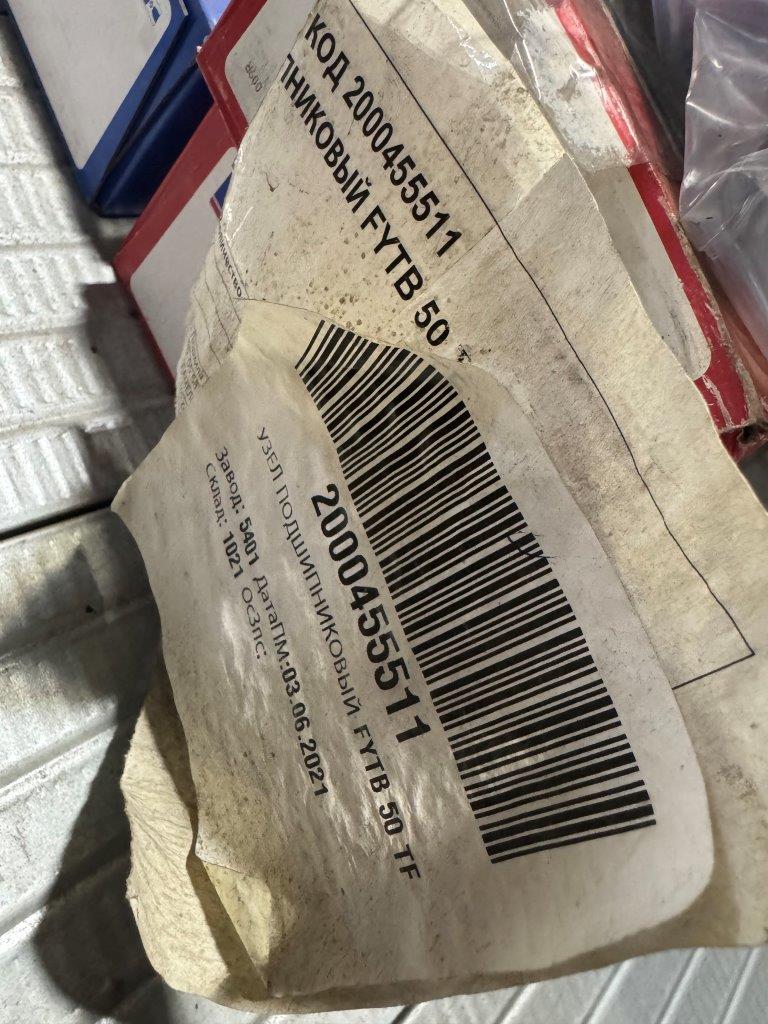 КОД 2000455511
ПНИКОВЫЙ FYTB 50
2000455511
УЗЕЛ ПОДШИПНИКОВЫЙ FYTB 50 TF
Завод: 5401 ДатаПМ:03.06.2021
Склад: 1021 ОсЗпс: